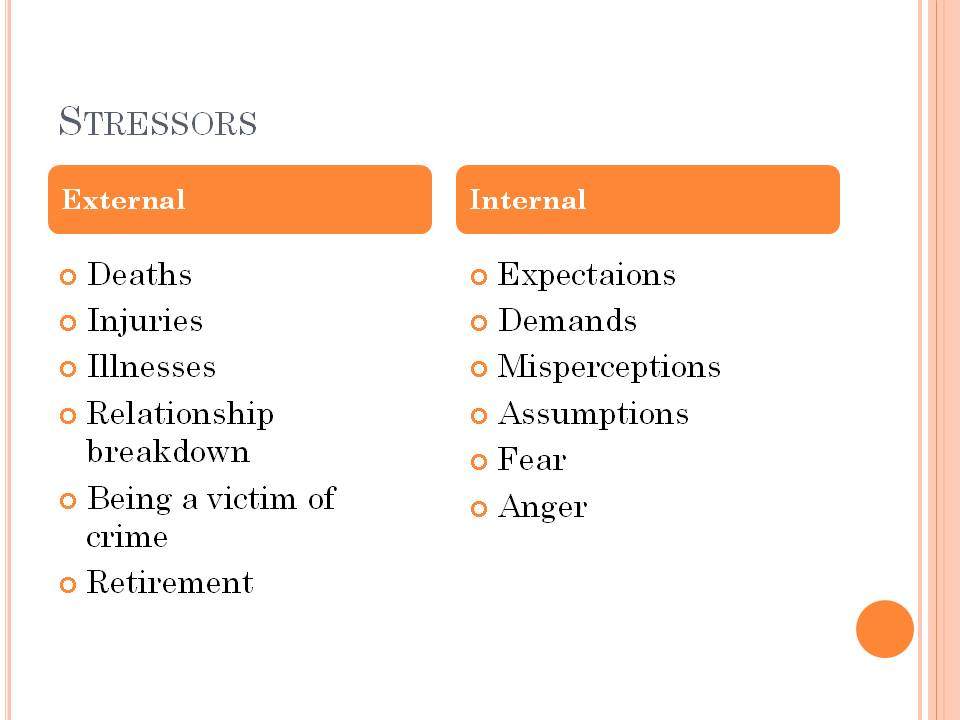 Stressors
External
Deaths
Injuries
Illnesses
Relationship
breakdown
Being a victim of
crime
Retirement
Internal
Expectaions
Demands
Misperceptions
Assumptions
Fear
Anger